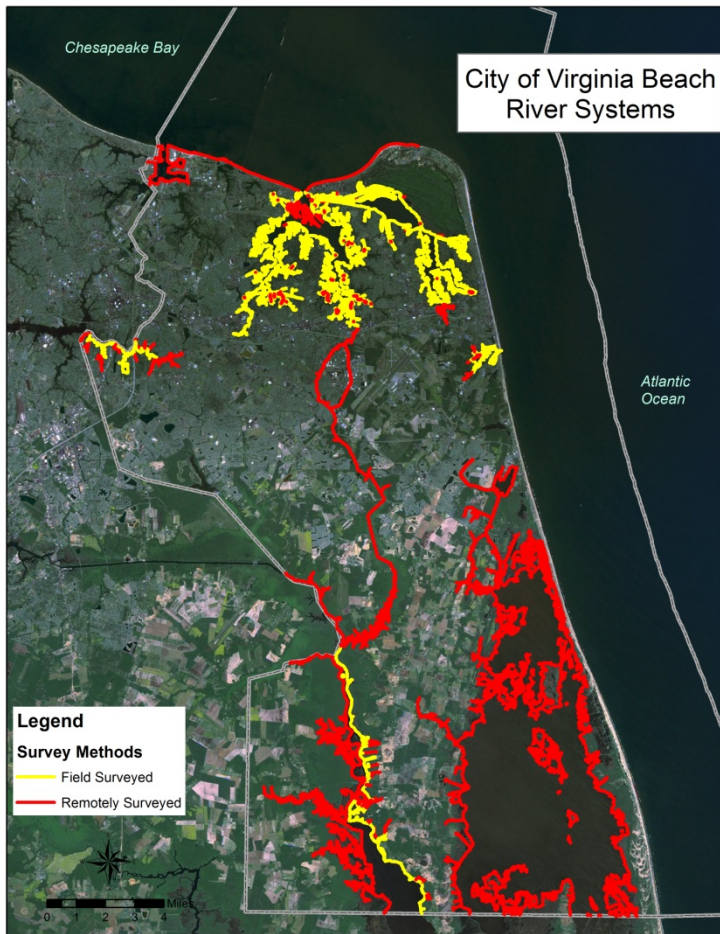 Chesapeake Bay
City of Virginia Beach
River Systems
Atlantic
Ocean
Legend
Survey Methods
Field Surveyed
Remotely Surveyed
Miles
0 1 2 3 4